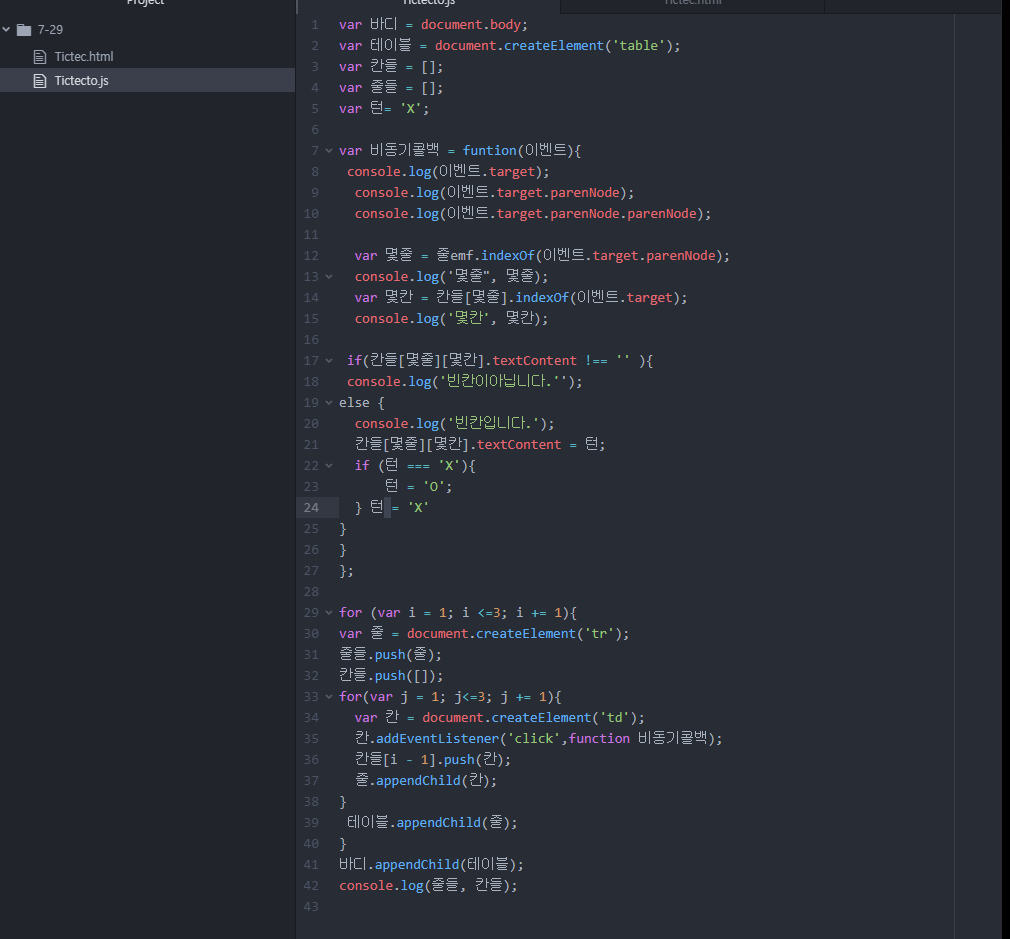 Project
Tictecto.js
Tictec.html
7-29
Tictec.html
Tictecto.js
1 var 바디 = document.body;
2 var 테이블 = document.createElement('table');
3 var 칸들 = [];
4 var 줄들 = [];
5 var 턴= 'X';
6
7 var 비동기콜백 = funtion(이벤트){
8 console.log(이벤트.target);
9 console.log(이벤트.target.parenNode);
10 console.log(이벤트.target.parenNode.parenNode);
11
12 var 몇줄 = 줄emf.indexOf(이벤트.target.parenNode);
13 console.log('몇줄", 몇줄);
14 var 몇칸 = 칸들[몇줄].indexOf(이벤트.target);
15 console.log('몇칸', 몇칸);
16
17 if(칸들[몇줄][몇칸].textContent !== '' ){
18 console.log('빈칸이아닙니다.'');
19 else {
20 console.log('빈칸입니다.');
21 칸들[몇줄][몇칸].textContent = 턴;
22 if (턴 === 'X'){
23 턴 = 'O';
24 } 턴 = 'X'
25 }
26 }
27 };
28
29 for (var i = 1; i <=3; i += 1){
30 var 줄 = document.createElement('tr');
31 줄들.push(줄);
32 칸들.push([]);
33 for(var j = 1; j<=3; j += 1){
34 var 칸 = document.createElement('td');
35 칸.addEventListener('click',function 비동기콜백);
36 칸들[i - 1].push(칸);
37 줄.appendChild(칸);
38 }
39 테이블.appendChild(줄);
40 }
41 바디.appendChild(테이블);
42 console.log(줄들, 칸들);
43